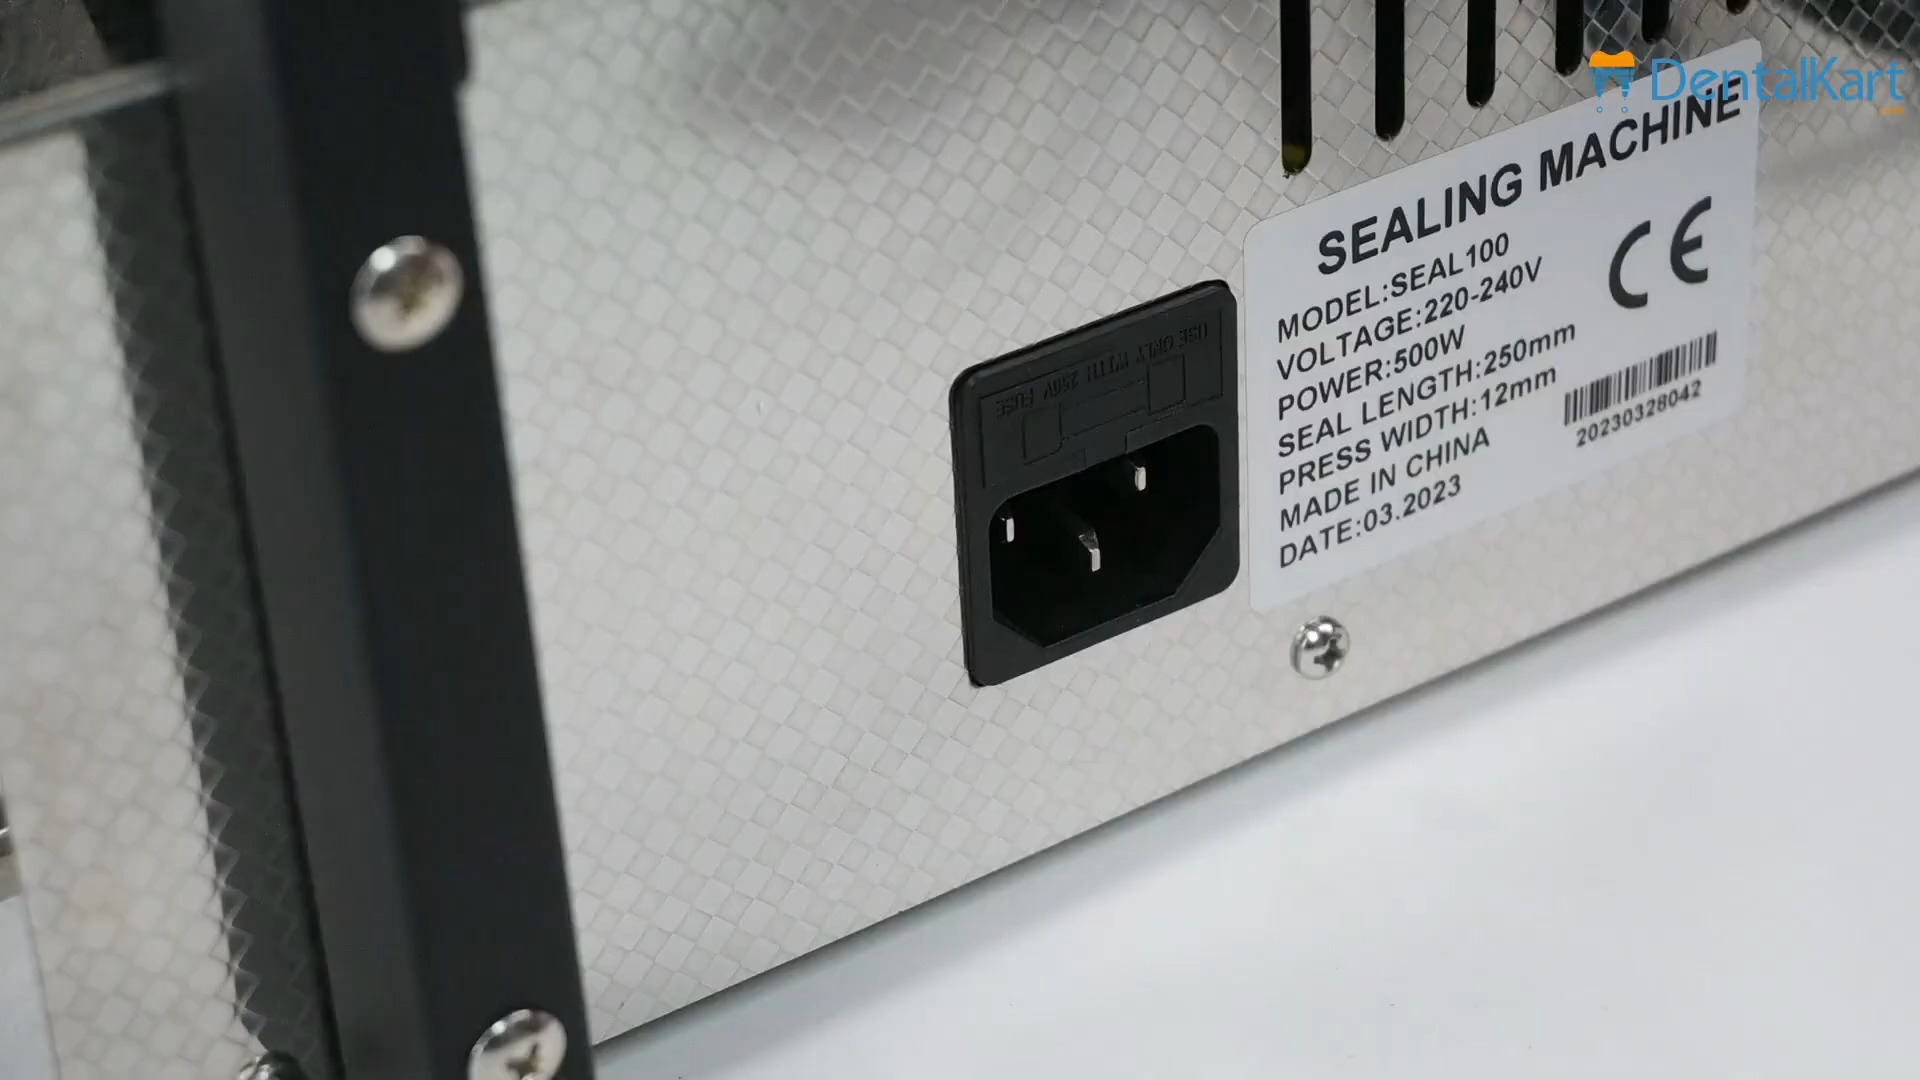 DentalKart
SEALING MACHINE
MODEL:SEAL100
VOLTAGE:220-240V
POWER:500W
SEAL LENGTH:250mm
PRESS WIDTH:12mm
MADE IN CHINA
DATE:03.2023
CE
20230328042
USE ONLY WITH 250V FUSE